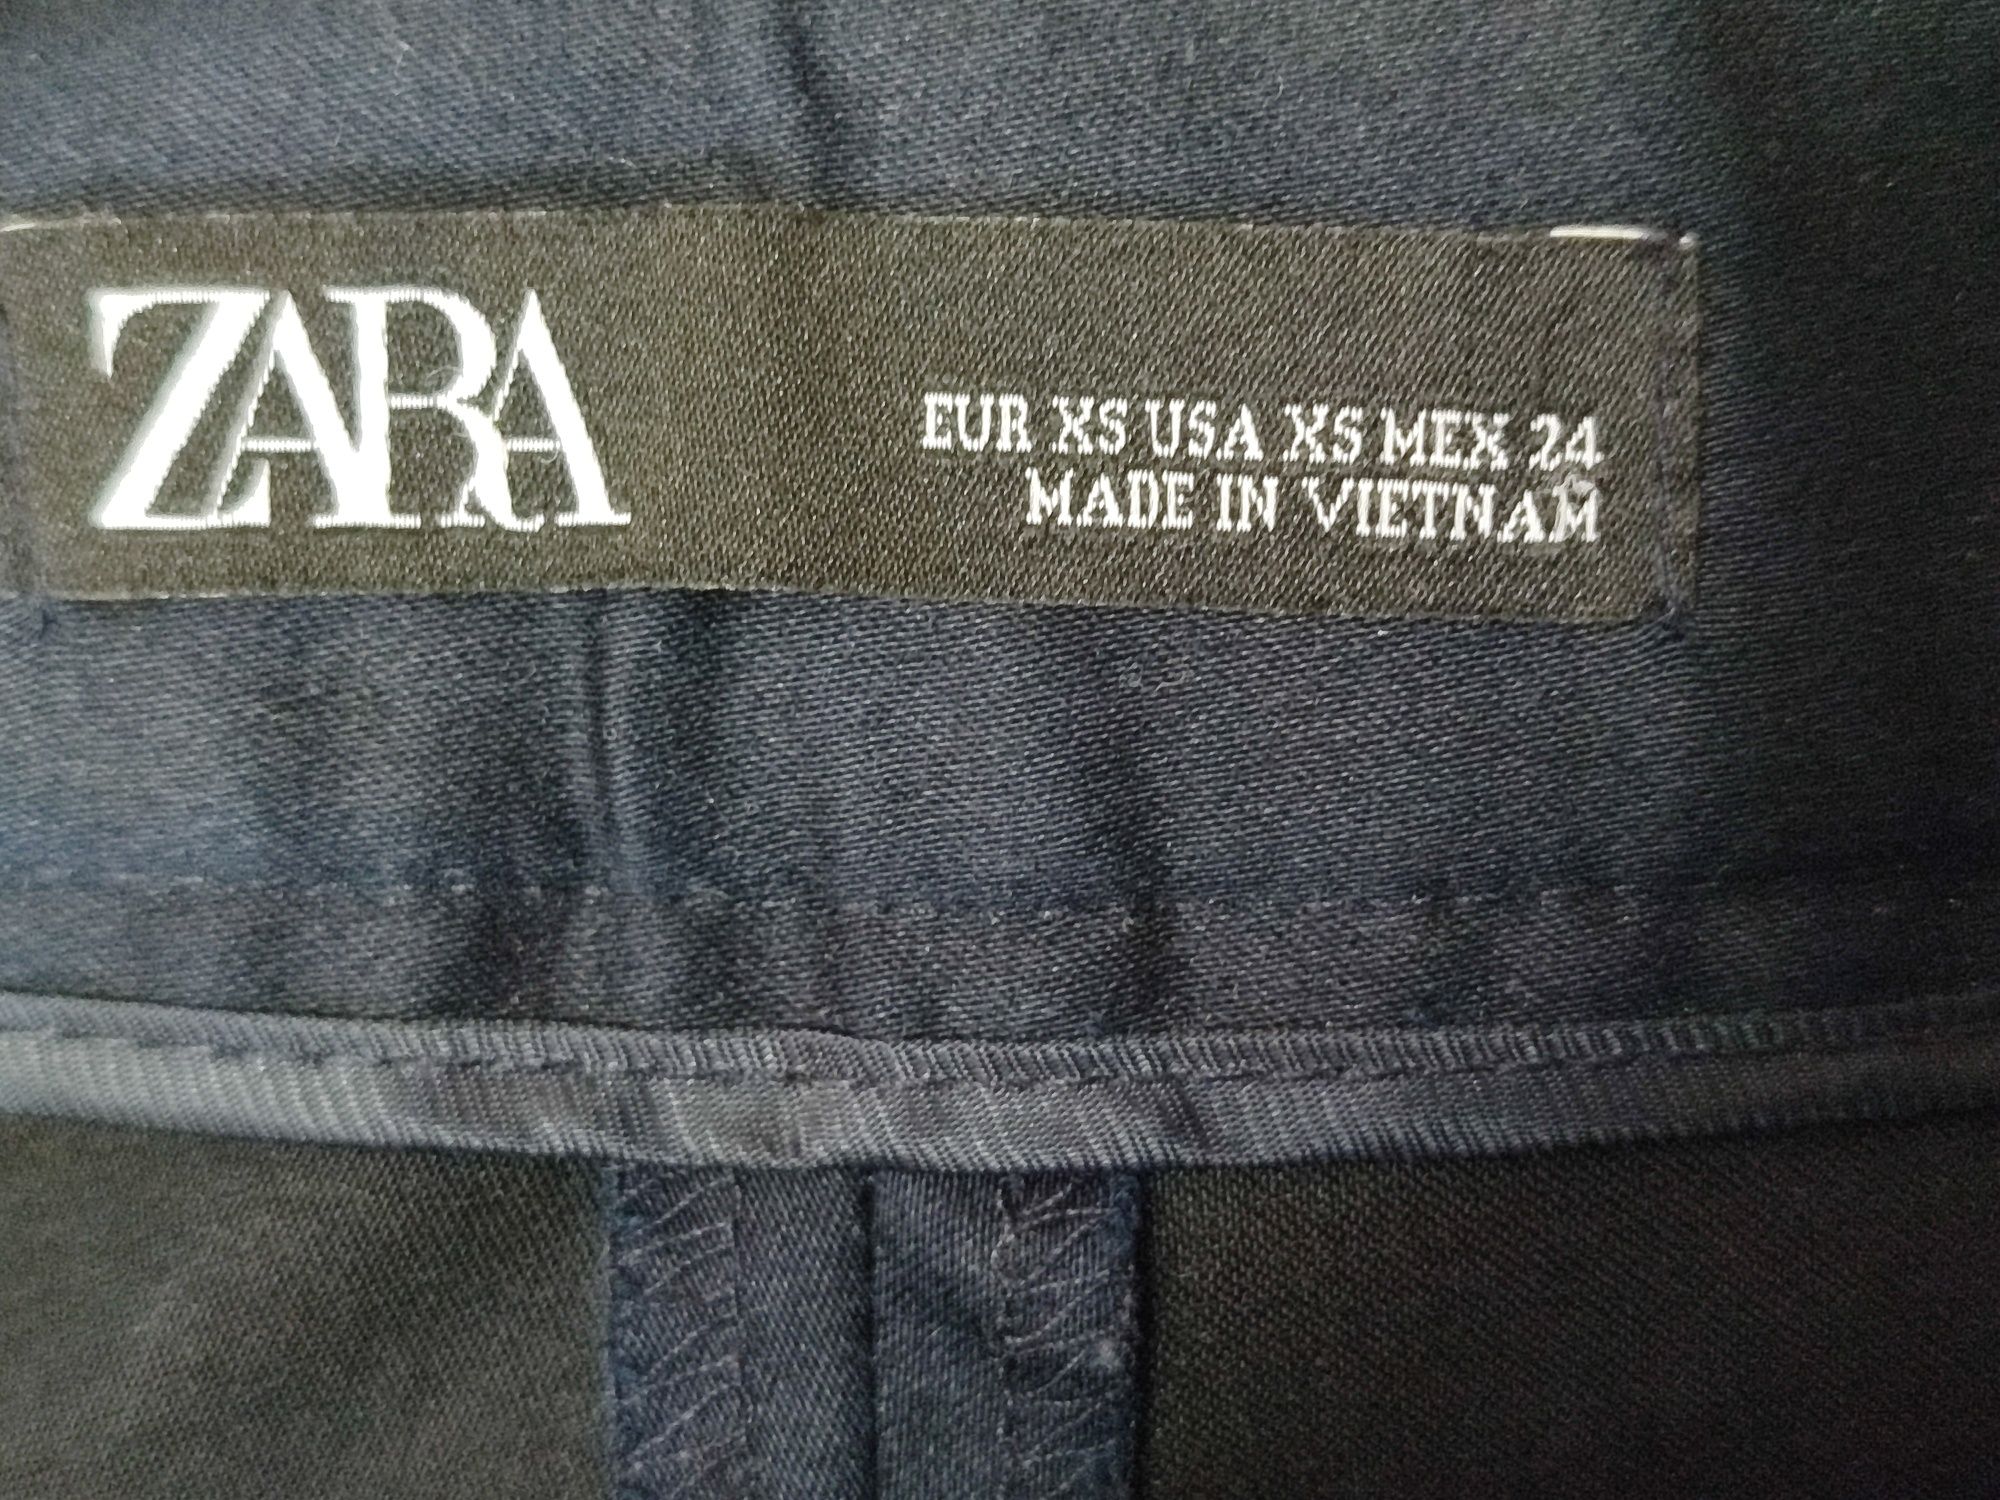 ZARA
EUR XS USA XS MEX 24
MADE IN VIETNAM